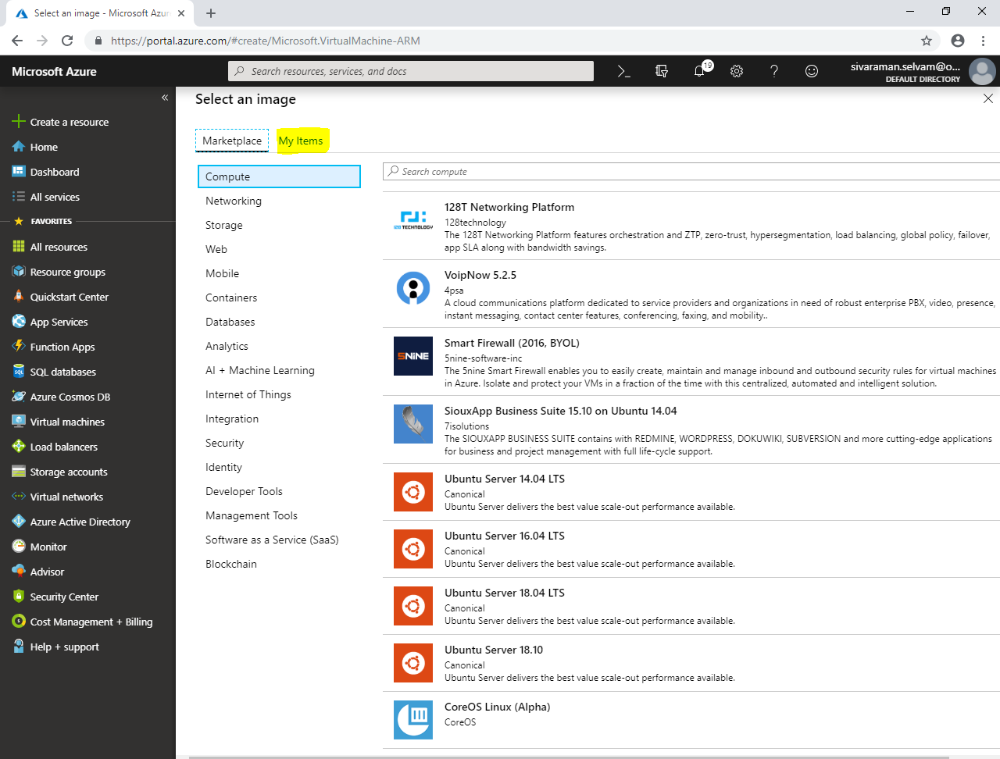 Select an image - Microsoft Azur
https://portal.azure.com/#create/Microsoft.VirtualMachine-ARM
Microsoft Azure
Search resources, services, and docs
19
sivaraman.selvam@o...
DEFAULT DIRECTORY
Create a resource
Home
Dashboard
All services
FAVORITES
All resources
Resource groups
Quickstart Center
App Services
Function Apps
SQL
SQL databases
Azure Cosmos DB
Virtual machines
Load balancers
Storage accounts
Virtual networks
Azure Active Directory
Monitor
Advisor
Security Center
Cost Management + Billing
Help + support
Select an image
Marketplace
My Items
Compute
Networking
Storage
Web
Mobile
Containers
Databases
Analytics
AI + Machine Learning
Internet of Things
Integration
Security
Identity
Developer Tools
Management Tools
Software as a Service (SaaS)
Blockchain
Search compute
128 TECHNOLOGY
128T Networking Platform
128technology
The 128T Networking Platform features orchestration and ZTP, zero-trust, hypersegmentation, load balancing, global policy, failover,
app SLA along with bandwidth savings.
VoipNow 5.2.5
4psa
A cloud communications platform dedicated to service providers and organizations in need of robust enterprise PBX, video, presence,
instant messaging, contact center features, conferencing, faxing, and mobility..
5NINE
Smart Firewall (2016, BYOL)
5nine-software-inc
The 5nine Smart Firewall enables you to easily create, maintain and manage inbound and outbound security rules for virtual machines
in Azure. Isolate and protect your VMs in a fraction of the time with this centralized, automated and intelligent solution.
SiouxApp Business Suite 15.10 on Ubuntu 14.04
7isolutions
The SIOUXAPP BUSINESS SUITE contains with REDMINE, WORDPRESS, DOKUWIKI, SUBVERSION and more cutting-edge applications
for business and project management with full life-cycle support.
Ubuntu Server 14.04 LTS
Canonical
Ubuntu Server delivers the best value scale-out performance available.
Ubuntu Server 16.04 LTS
Canonical
Ubuntu Server delivers the best value scale-out performance available.
Ubuntu Server 18.04 LTS
Canonical
Ubuntu Server delivers the best value scale-out performance available.
Ubuntu Server 18.10
Canonical
Ubuntu Server delivers the best value scale-out performance available.
CoreOS Linux (Alpha)
CoreOS